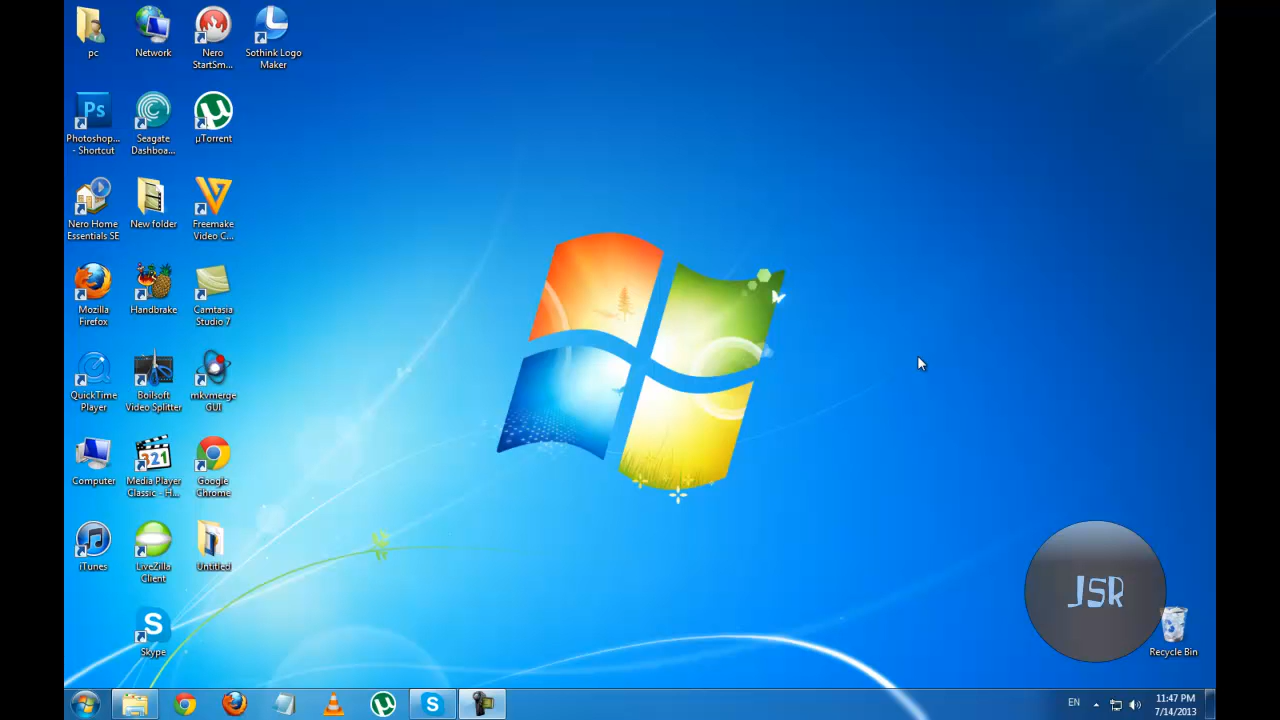 pc
Network
Nero
StartSm...
Sothink Logo
Maker
Ps
Photoshop...
- Shortcut
Seagate
Dashboa...
µTorrent
Nero Home
Essentials SE
New folder
Freemake
Video C...
Mozilla
Firefox
Handbrake
Camtasia
Studio 7
QuickTime
Player
Boilsoft
Video Splitter
mkvmerge
GUI
Computer
321
Media Player
Classic - H...
Google
Chrome
iTunes
LiveZilla
Client
Untitled
S
Skype
JSR
Recycle Bin
S
EN
11:47 PM
7/14/2013